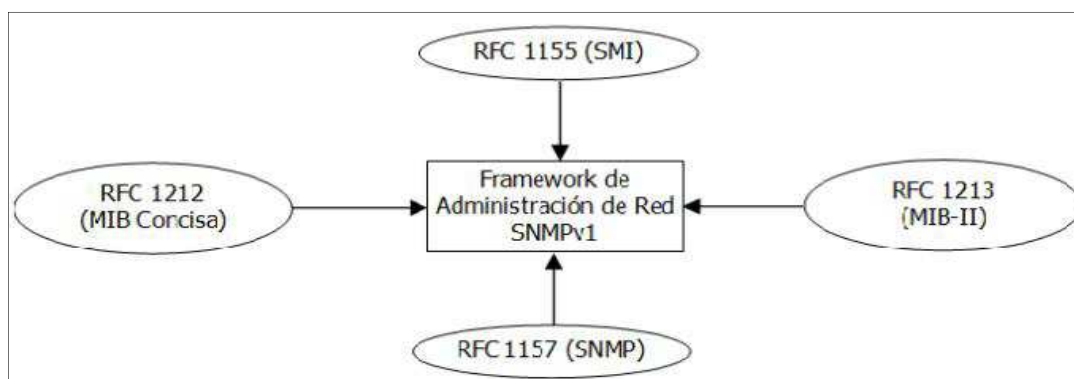 RFC 1155 (SMI)
RFC 1212
(MIB Concisa)
Framework de
Administración de Red
SNMPv1
RFC 1213
(MIB-II)
RFC 1157 (SNMP)